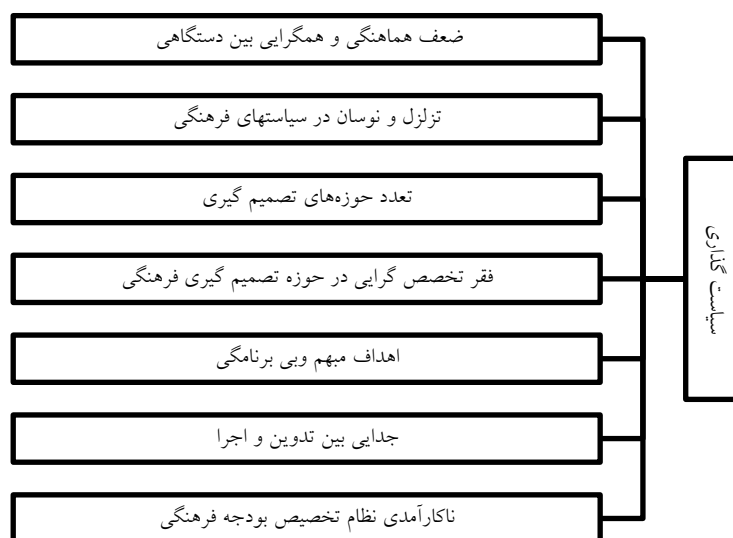 سیاست گذاری
ضعف هماهنگی و همگرایی بین دستگاهی
تزلزل و نوسان در سیاستهای فرهنگی
تعدد حوزه‌های تصمیم گیری
فقر تخصص گرایی در حوزه تصمیم گیری فرهنگی
اهداف مبهم وبی برنامگی
جدایی بین تدوین و اجرا
ناکارآمدی نظام تخصیص بودجه فرهنگی